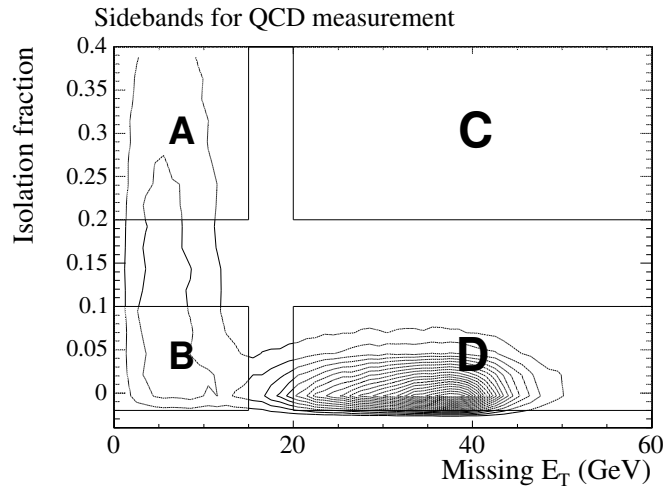 Sidebands for QCD measurement
Isolation fraction
0.4
0.3
0.2
0.1
0.05
0
0.25
0.15
0.35
A
C
B
D
0
20
40
60
Missing E_T (GeV)